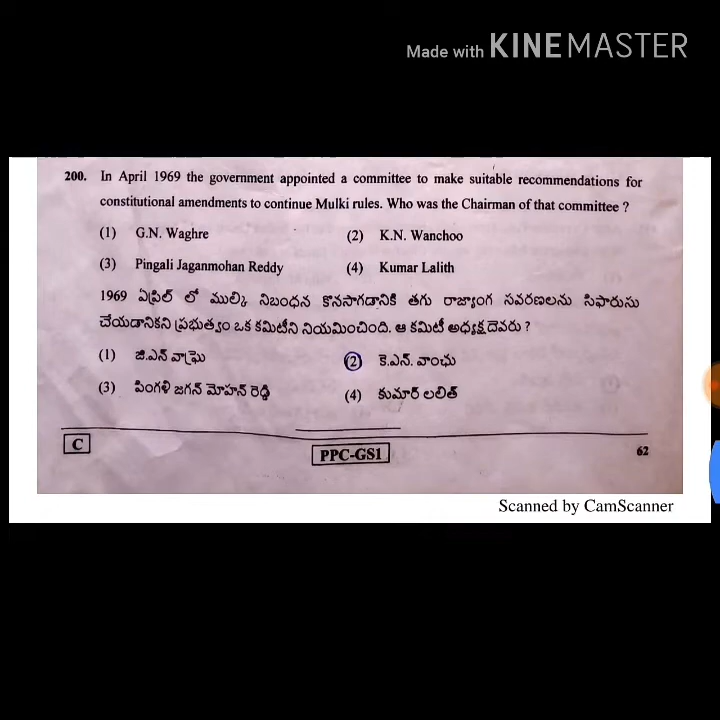 Made with KINEMASTER
200. In April 1969 the government appointed a committee to make suitable recommendations for
constitutional amendments to continue Mulki rules. Who was the Chairman of that committee ?
(1) G.N. Waghre (2) K.N. Wanchoo
(3) Pingali Jaganmohan Reddy (4) Kumar Lalith
1969 ఏప్రిల్ లో ముల్కి నిబంధన కొనసాగడానికి తగు రాజ్యాంగ సవరణలను సిఫారుసు
చేయడానికని ప్రభుత్వం ఒక కమిటీని నియమించింది. ఆ కమిటీ అధ్యక్షుడెవరు ?
(1) జి.ఎన్ వాఘ్రె (2) కె.ఎన్. వాంఛు
(3) పింగళి జగన్ మోహన్ రెడ్డి (4) కుమార్ లలిత్
C PPC-GS1 62
Scanned by CamScanner